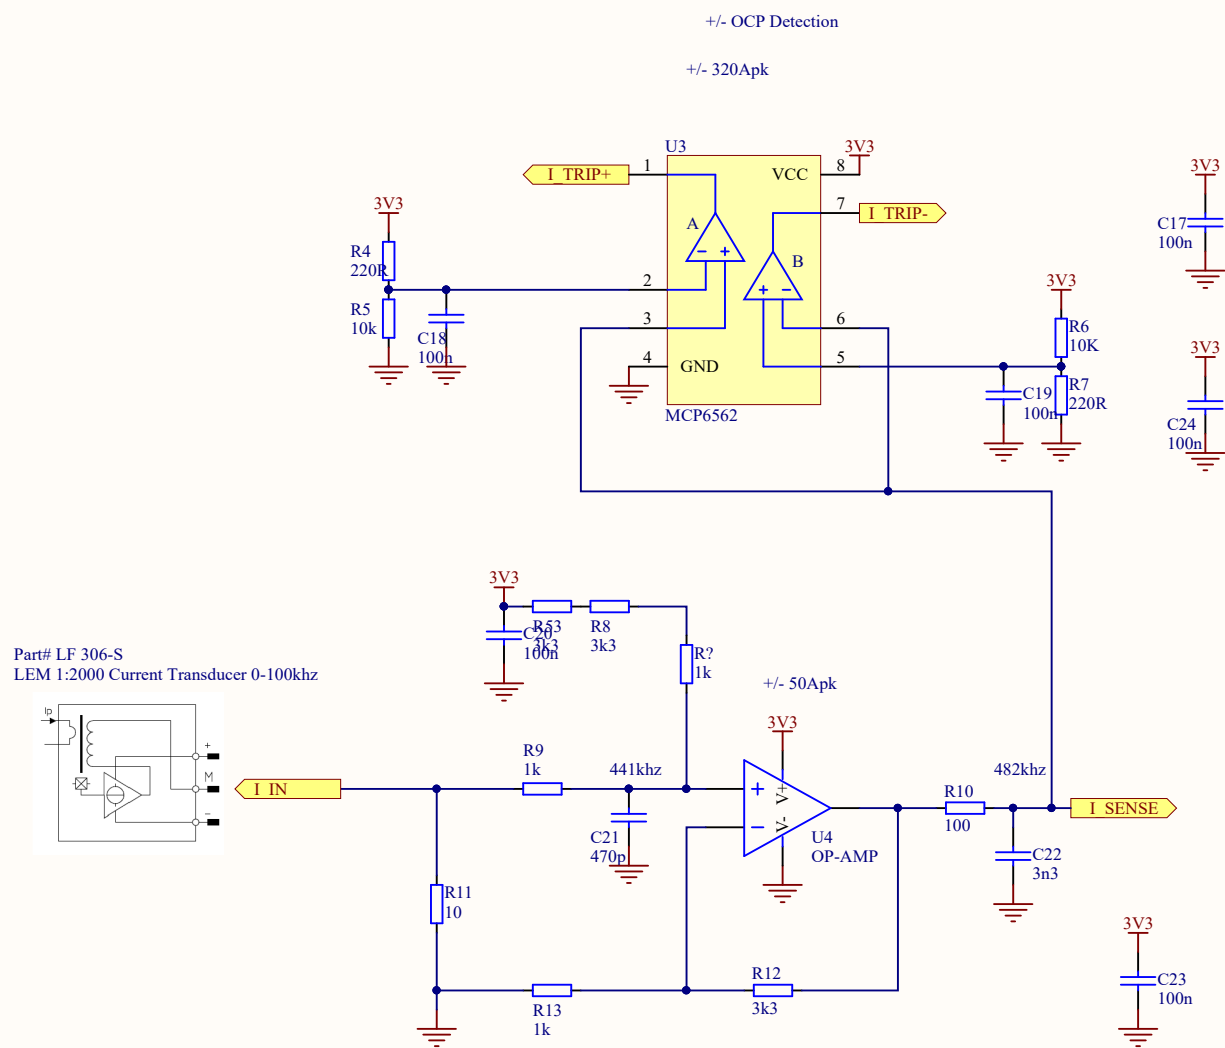 +/- OCP Detection
+/- 320Apk
U3
3V3
I_TRIP+
1
VCC
8
3V3
7
I_TRIP-
C17
100n
3V3
A
R4
220R
B
2
3V3
6
R5
10k
3
R6
10K
C18
100n
4
GND
5
3V3
R7
220R
C19
100n
MCP6562
C24
100n
3V3
R53
3k3
R8
3k3
C20
100n
R?
1k
Part# LF 306-S
LEM 1:2000 Current Transducer 0-100khz
+/- 50Apk
Ip
+
M
-
3V3
R9
1k
441khz
482khz
I_IN
V+
V-
R10
100
I_SENSE
C21
470p
U4
OP-AMP
C22
3n3
R11
10
3V3
R12
3k3
C23
100n
R13
1k